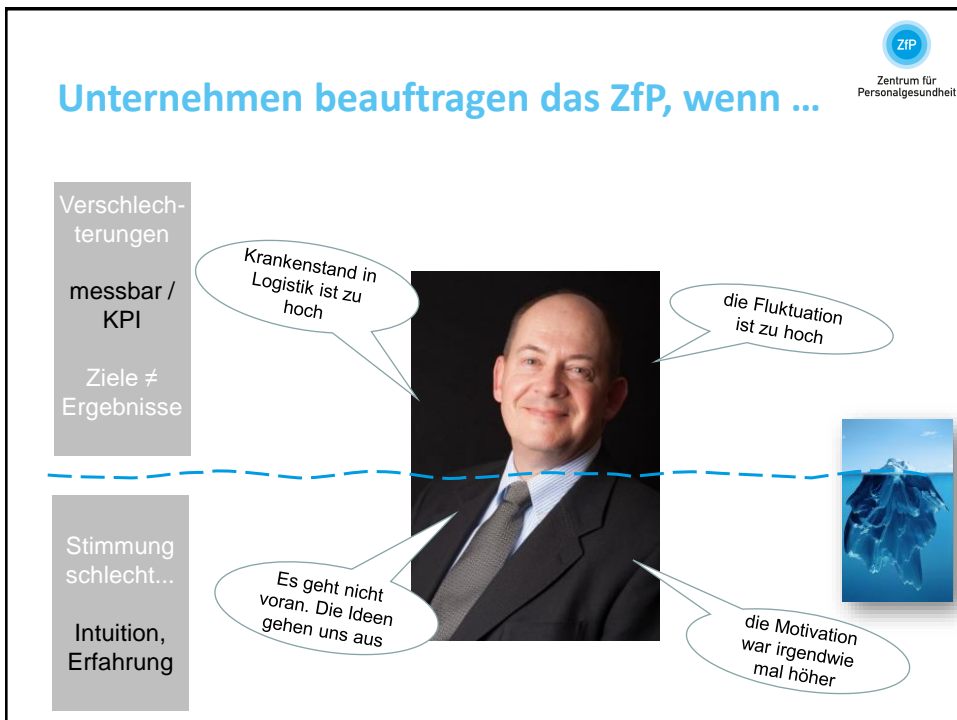 ZfP
Zentrum für
Personalgesundheit
Unternehmen beauftragen das ZfP, wenn ...
Verschlech-
terungen
messbar /
KPI
Ziele ≠
Ergebnisse
Krankenstand in
Logistik ist zu
hoch
die Fluktuation
ist zu hoch
Stimmung
schlecht...
Intuition,
Erfahrung
Es geht nicht
voran. Die Ideen
gehen uns aus
die Motivation
war irgendwie
mal höher